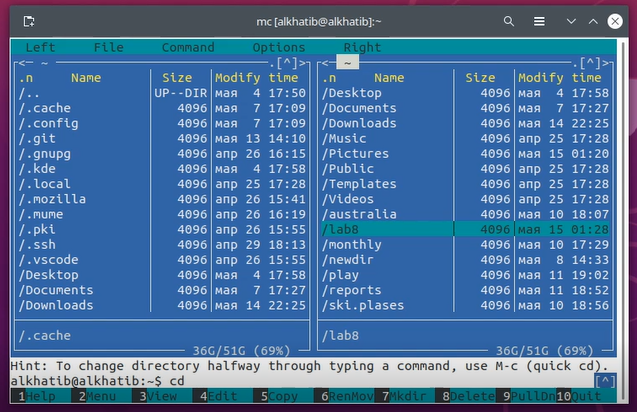 mc [alkhatib@alkhatib]:~
Left File Command Options Right
<— ~ .[^]>
.n Name Size Modify time
/.. UP--DIR мая 4 17:50
/.cache 4096 мая 7 17:09
/.config 4096 мая 7 17:09
/.git 4096 мая 13 14:10
/.gnupg 4096 апр 26 16:15
/.kde 4096 мая 4 17:58
/.local 4096 апр 25 17:28
/.mozilla 4096 апр 26 15:41
/.mume 4096 апр 26 16:19
/.pki 4096 апр 26 15:55
/.ssh 4096 апр 29 18:13
/.vscode 4096 апр 26 15:55
/Desktop 4096 мая 4 17:58
/Documents 4096 мая 7 17:27
/Downloads 4096 мая 14 22:25
/.cache
36G/51G (69%)
<— ~ .[^]>
.n Name Size Modify time
/Desktop 4096 мая 4 17:58
/Documents 4096 мая 7 17:27
/Downloads 4096 мая 14 22:25
/Music 4096 апр 25 17:28
/Pictures 4096 мая 15 01:20
/Public 4096 апр 25 17:28
/Templates 4096 апр 25 17:28
/Videos 4096 апр 25 17:28
/australia 4096 мая 10 18:07
/lab8 4096 мая 15 01:28
/monthly 4096 мая 10 17:29
/newdir 4096 мая 8 14:33
/play 4096 мая 11 19:02
/reports 4096 мая 11 18:52
/ski.plases 4096 мая 10 18:56
/lab8
36G/51G (69%)
Hint: To change directory halfway through typing a command, use M-c (quick cd).
alkhatib@alkhatib:~$ cd [^]
1Help 2Menu 3View 4Edit 5Copy 6RenMov 7Mkdir 8Delete 9PullDn 10Quit